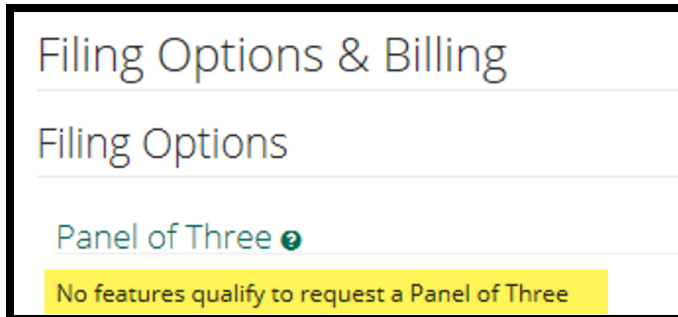 Filing Options & Billing
Filing Options
Panel of Three ?
No features qualify to request a Panel of Three